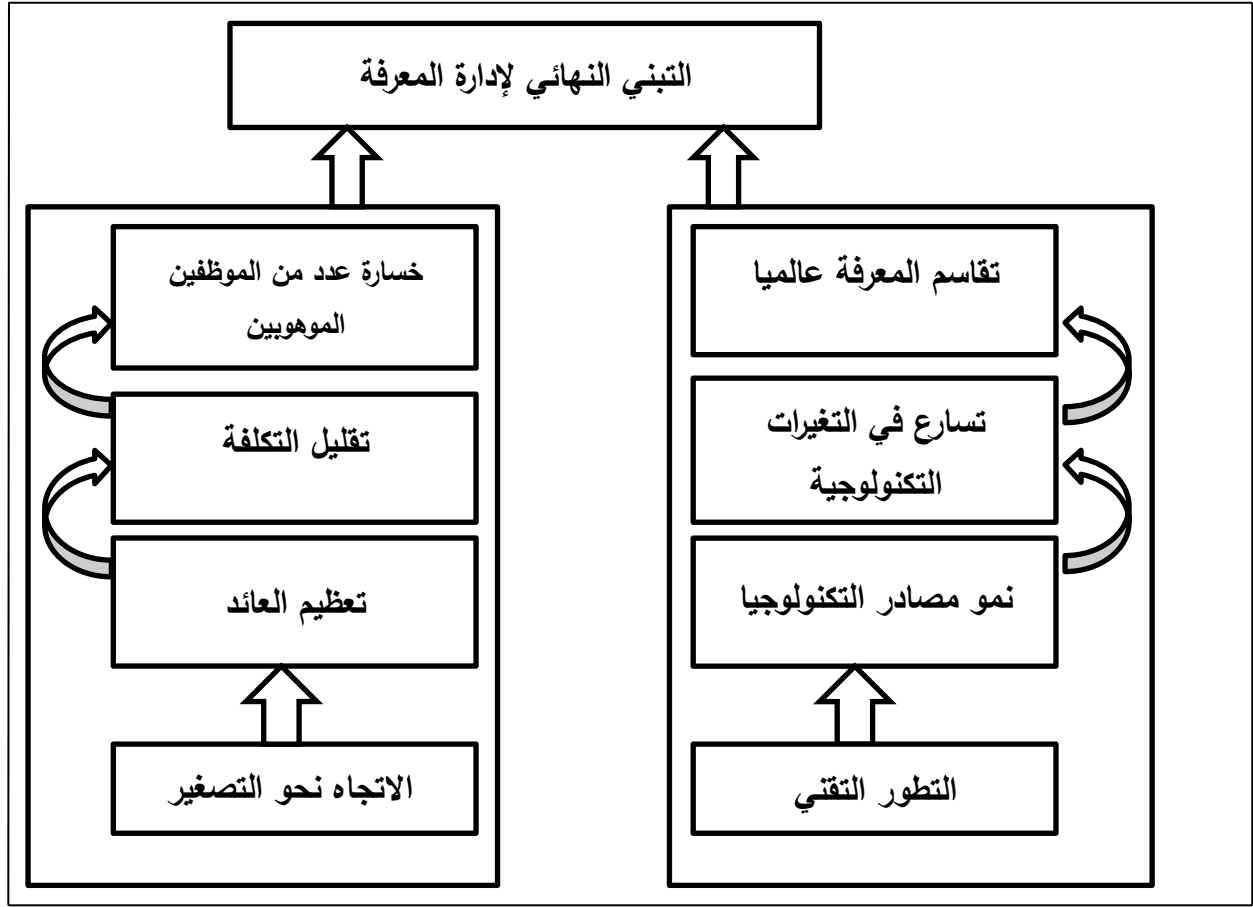 التبني النهائي لإدارة المعرفة
تقاسم المعرفة عالميا
تسارع في التغيرات
التكنولوجية
نمو مصادر التكنولوجيا
التطور التقني
خسارة عدد من الموظفين
الموهوبين
تقليل التكلفة
تعظيم العائد
الاتجاه نحو التصغير